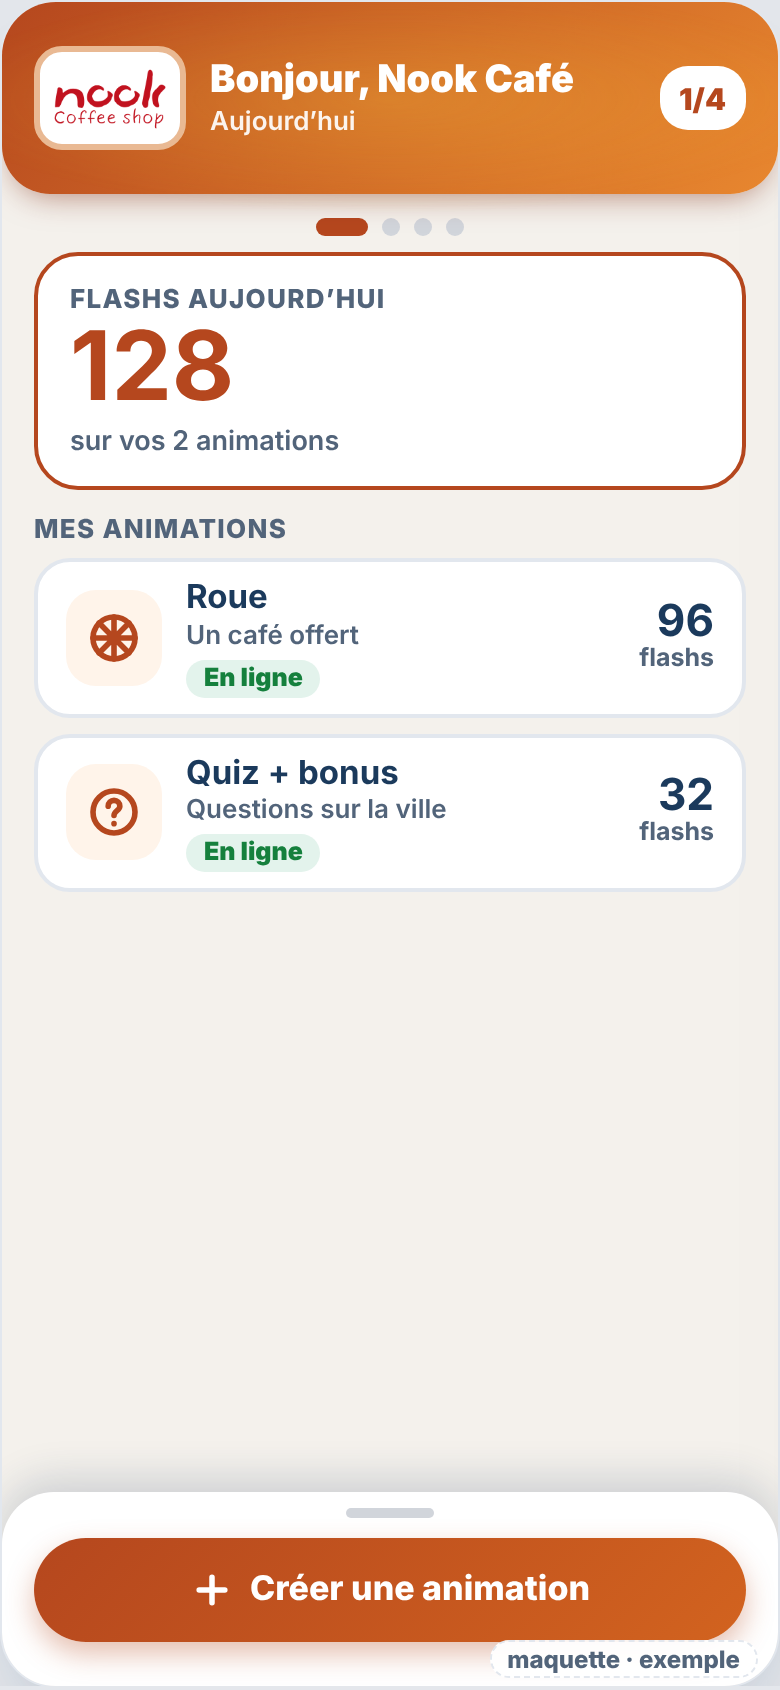 nook
Coffee shop
Bonjour, Nook Café
Aujourd’hui
1/4
FLASHS AUJOURD’HUI
128
sur vos 2 animations
MES ANIMATIONS
Roue
Un café offert
En ligne
96
flashs
Quiz + bonus
Questions sur la ville
En ligne
32
flashs
+ Créer une animation
maquette · exemple